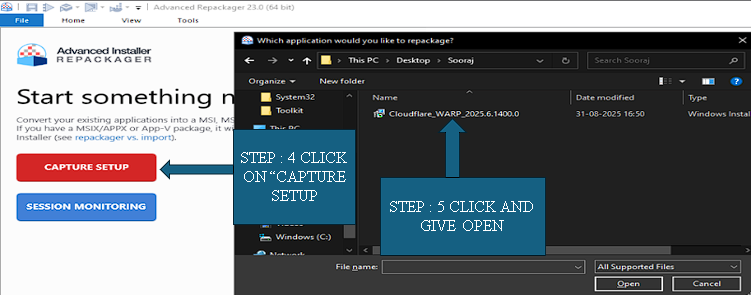 Advanced Repackager 23.0 (64 bit)
File Home View Tools
Advanced Installer
REPACKAGER
Start something n
Convert your existing applications into a MSI, MS
If you have a MSIX/APPX or App-V package, it wi
Installer (see repackager vs. import).
CAPTURE SETUP
SESSION MONITORING
Which application would you like to repackage?
This PC > Desktop > Sooraj
Search Sooraj
Organize New folder
System32
Toolkit
This PC
Windows (C:)
Network
Name Date modified Type
Cloudflare_WARP_2025.6.1400.0 31-08-2025 16:50 Windows Instal
STEP : 4 CLICK
ON “CAPTURE
SETUP
STEP : 5 CLICK AND
GIVE OPEN
File name: All Supported Files
Open Cancel